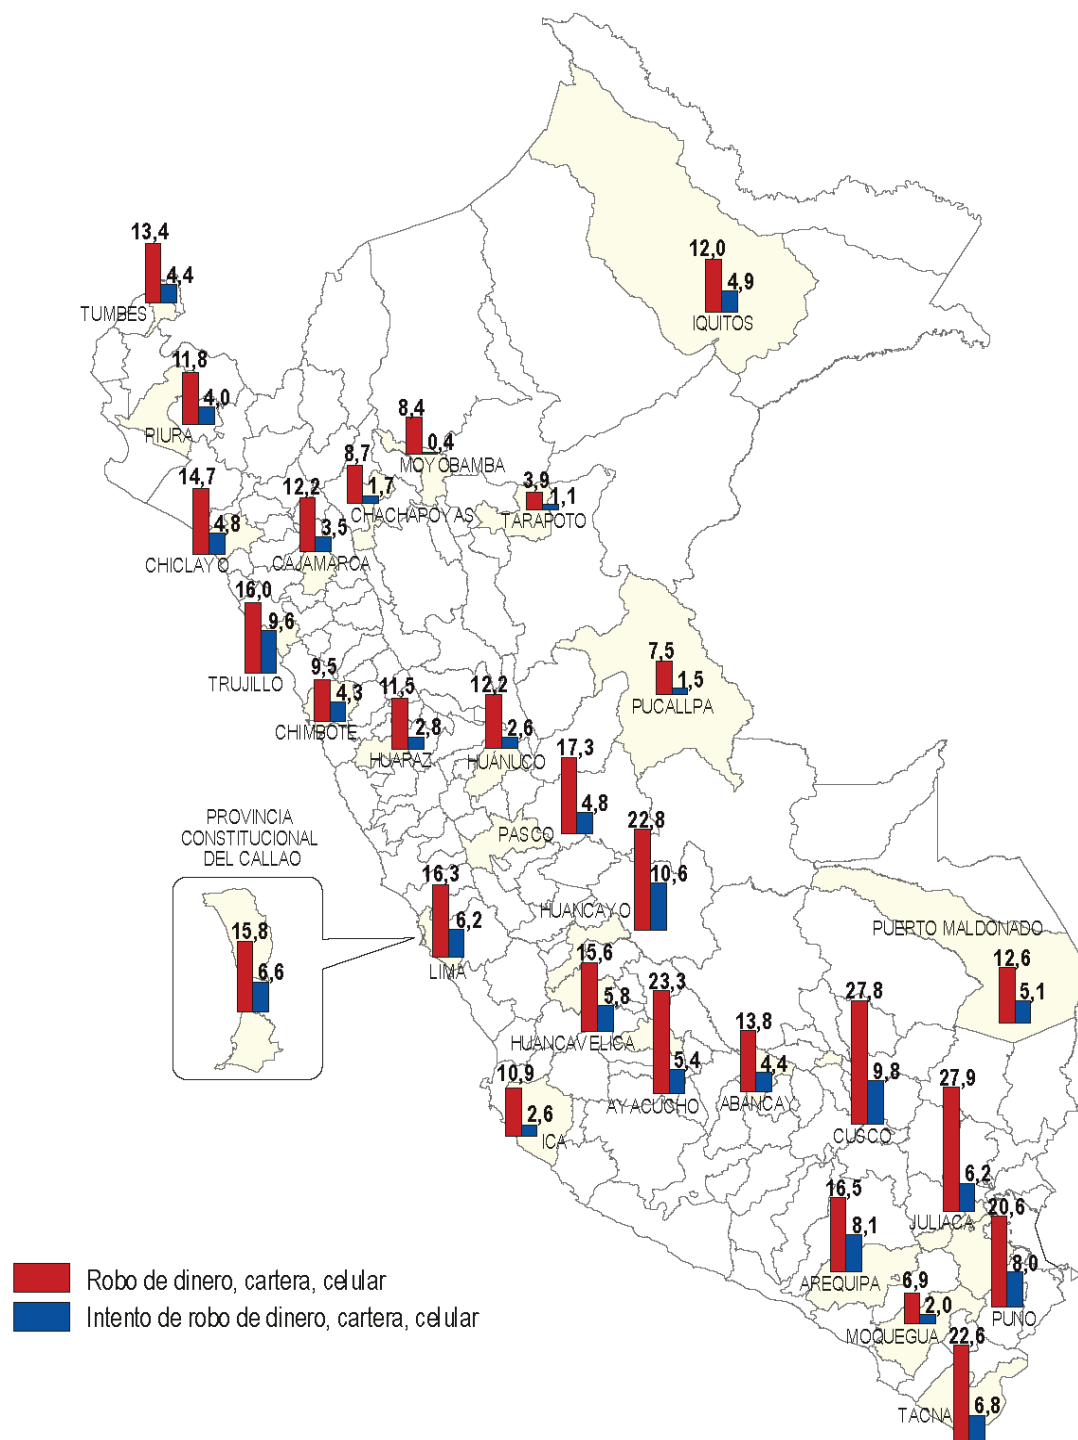 13,4
4,4
TUMBES
12,0
4,9
IQUITOS
11,8
4,0
PIURA
8,4
0,4
MOYOBAMBA
8,7
1,7
CHACHAPOYAS
3,9
1,1
TARAPOTO
14,7
4,8
CHICLAYO
12,2
3,5
CAJAMARCA
16,0
9,6
TRUJILLO
9,5
4,3
CHIMBOTE
11,5
2,8
HUARAZ
12,2
2,6
HUÁNUCO
7,5
1,5
PUCALLPA
17,3
4,8
PASCO
22,8
10,6
HUANCAYO
PROVINCIA
CONSTITUCIONAL
DEL CALLAO
15,8
6,6
16,3
6,2
LIMA
15,6
5,8
HUANCAVELICA
PUERTO MALDONADO
12,6
5,1
23,3
5,4
AYACUCHO
13,8
4,4
ABANCAY
27,8
9,8
CUSCO
10,9
2,6
ICA
27,9
6,2
JULIACA
16,5
8,1
AREQUIPA
20,6
8,0
PUNO
6,9
2,0
MOQUEGUA
22,6
6,8
TACNA
Robo de dinero, cartera, celular
Intento de robo de dinero, cartera, celular